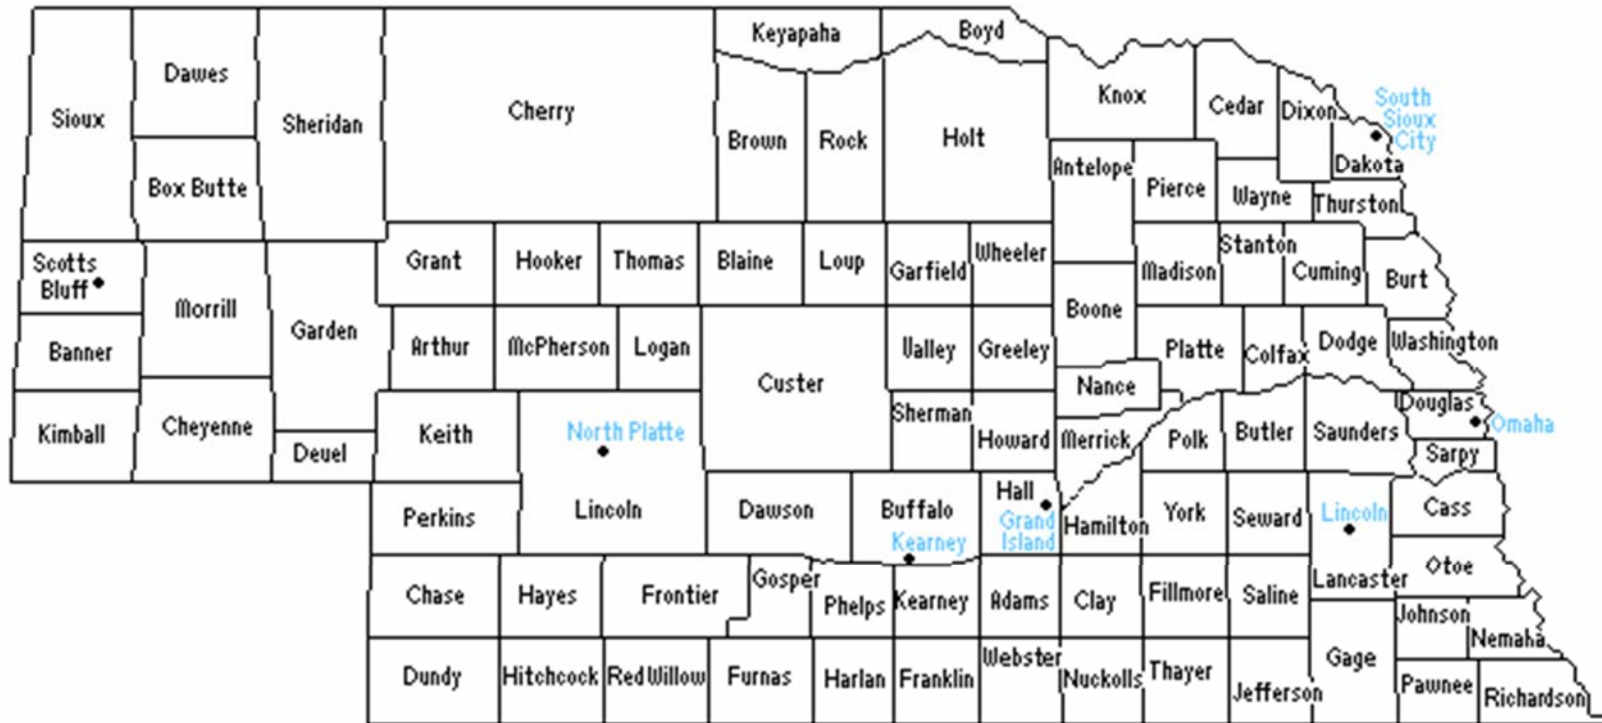 Keyapaha
Boyd
Dawes
Sioux
Sheridan
Cherry
Knox
Cedar
Dixon
South
Sioux
City
Brown
Rock
Holt
Antelope
Dakota
Box Butte
Pierce
Wayne
Thurston
Scotts
Bluff
Grant
Hooker
Thomas
Blaine
Loup
Garfield
Wheeler
Madison
Stanton
Cuming
Burt
Morrill
Garden
Boone
Banner
Arthur
McPherson
Logan
Custer
Valley
Greeley
Platte
Colfax
Dodge
Washington
Nance
Kimball
Cheyenne
Deuel
Keith
North Platte
Sherman
Howard
Merrick
Polk
Butler
Saunders
Douglas
Omaha
Sarpy
Perkins
Lincoln
Dawson
Buffalo
Kearney
Hall
Grand
Island
Hamilton
York
Seward
Lincoln
Cass
Chase
Hayes
Frontier
Gosper
Phelps
Kearney
Adams
Clay
Fillmore
Saline
Lancaster
Otoe
Johnson
Nemaha
Dundy
Hitchcock
Red Willow
Furnas
Harlan
Franklin
Webster
Nuckolls
Thayer
Jefferson
Gage
Pawnee
Richardson